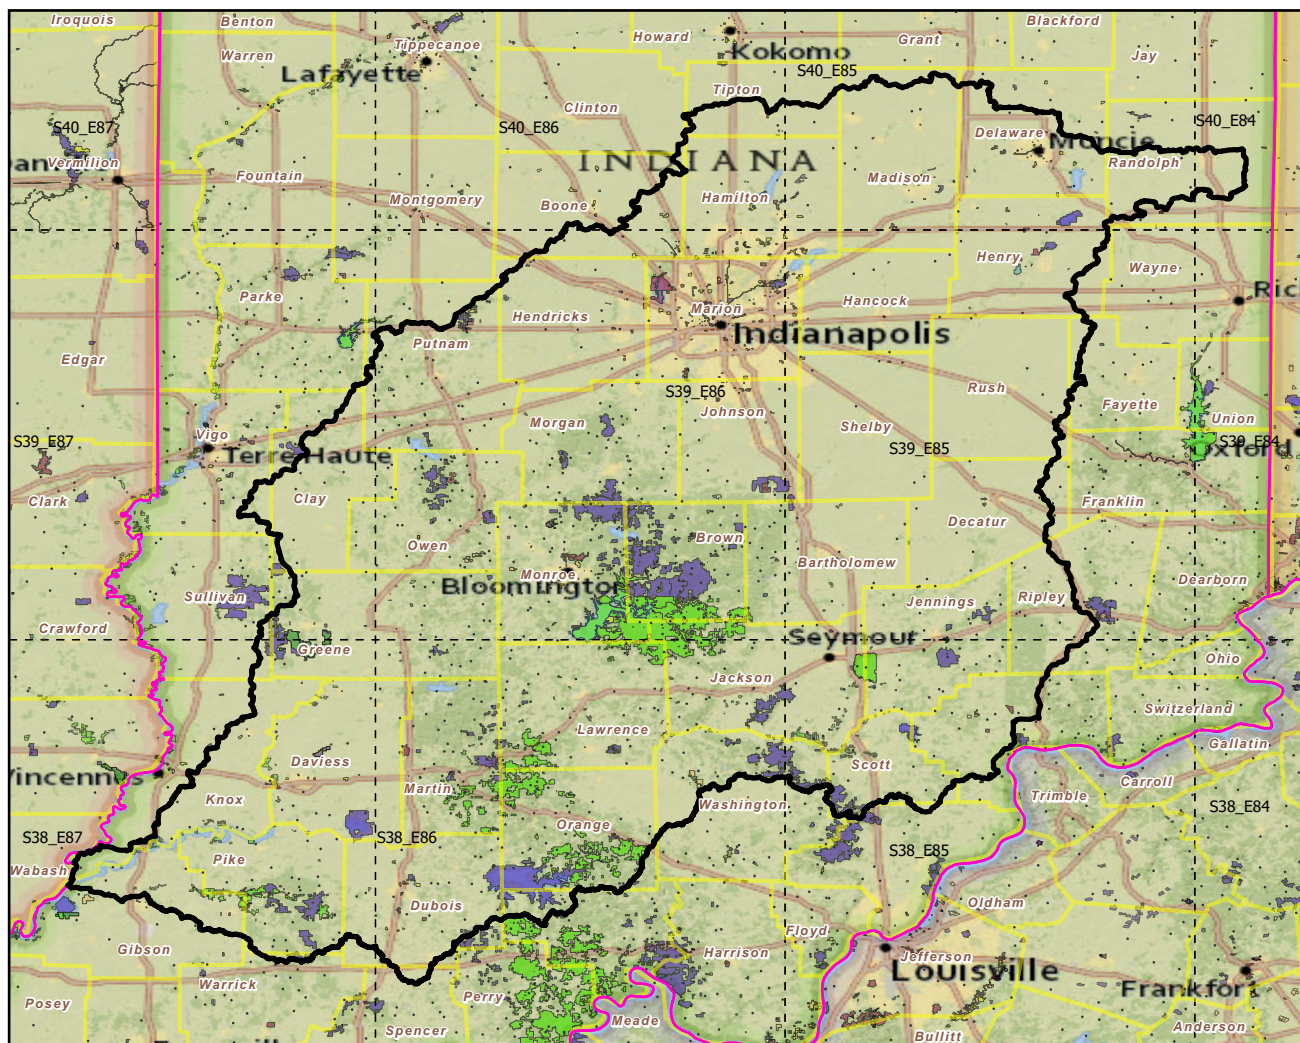 Iroquois
Benton
Blackford
Warren
Tippecanoe
Howard
Kokomo
Grant
Jay
Lafayette
S40_E85
Tipton
Clinton
S40_E87
S40_E86
S40_E84
Delaware
Muncie
Vermilion
INDIANA
Randolph
Fountain
Madison
Montgomery
Boone
Hamilton
Henry
Wayne
Parke
Hancock
Marion
Hendricks
Indianapolis
Putnam
Edgar
S39_E86
Rush
Johnson
Fayette
Union
Morgan
Shelby
Vigo
S39_E87
S39_E85
S39_E84
Oxford
Terre Haute
Clark
Clay
Franklin
Decatur
Owen
Brown
Bartholomew
Monroe
Bloomington
Dearborn
Sullivan
Jennings
Ripley
Crawford
Seymour
Greene
Ohio
Jackson
Switzerland
Lawrence
Gallatin
Daviess
Scott
Vincennes
Martin
Carroll
Trimble
Knox
Washington
S38_E84
Orange
S38_E87
S38_E86
S38_E85
Pike
Wabash
Dubois
Oldham
Floyd
Gibson
Harrison
Jefferson
Louisville
Warrick
Perry
Frankfor
Posey
Meade
Spencer
Anderson
Bullitt